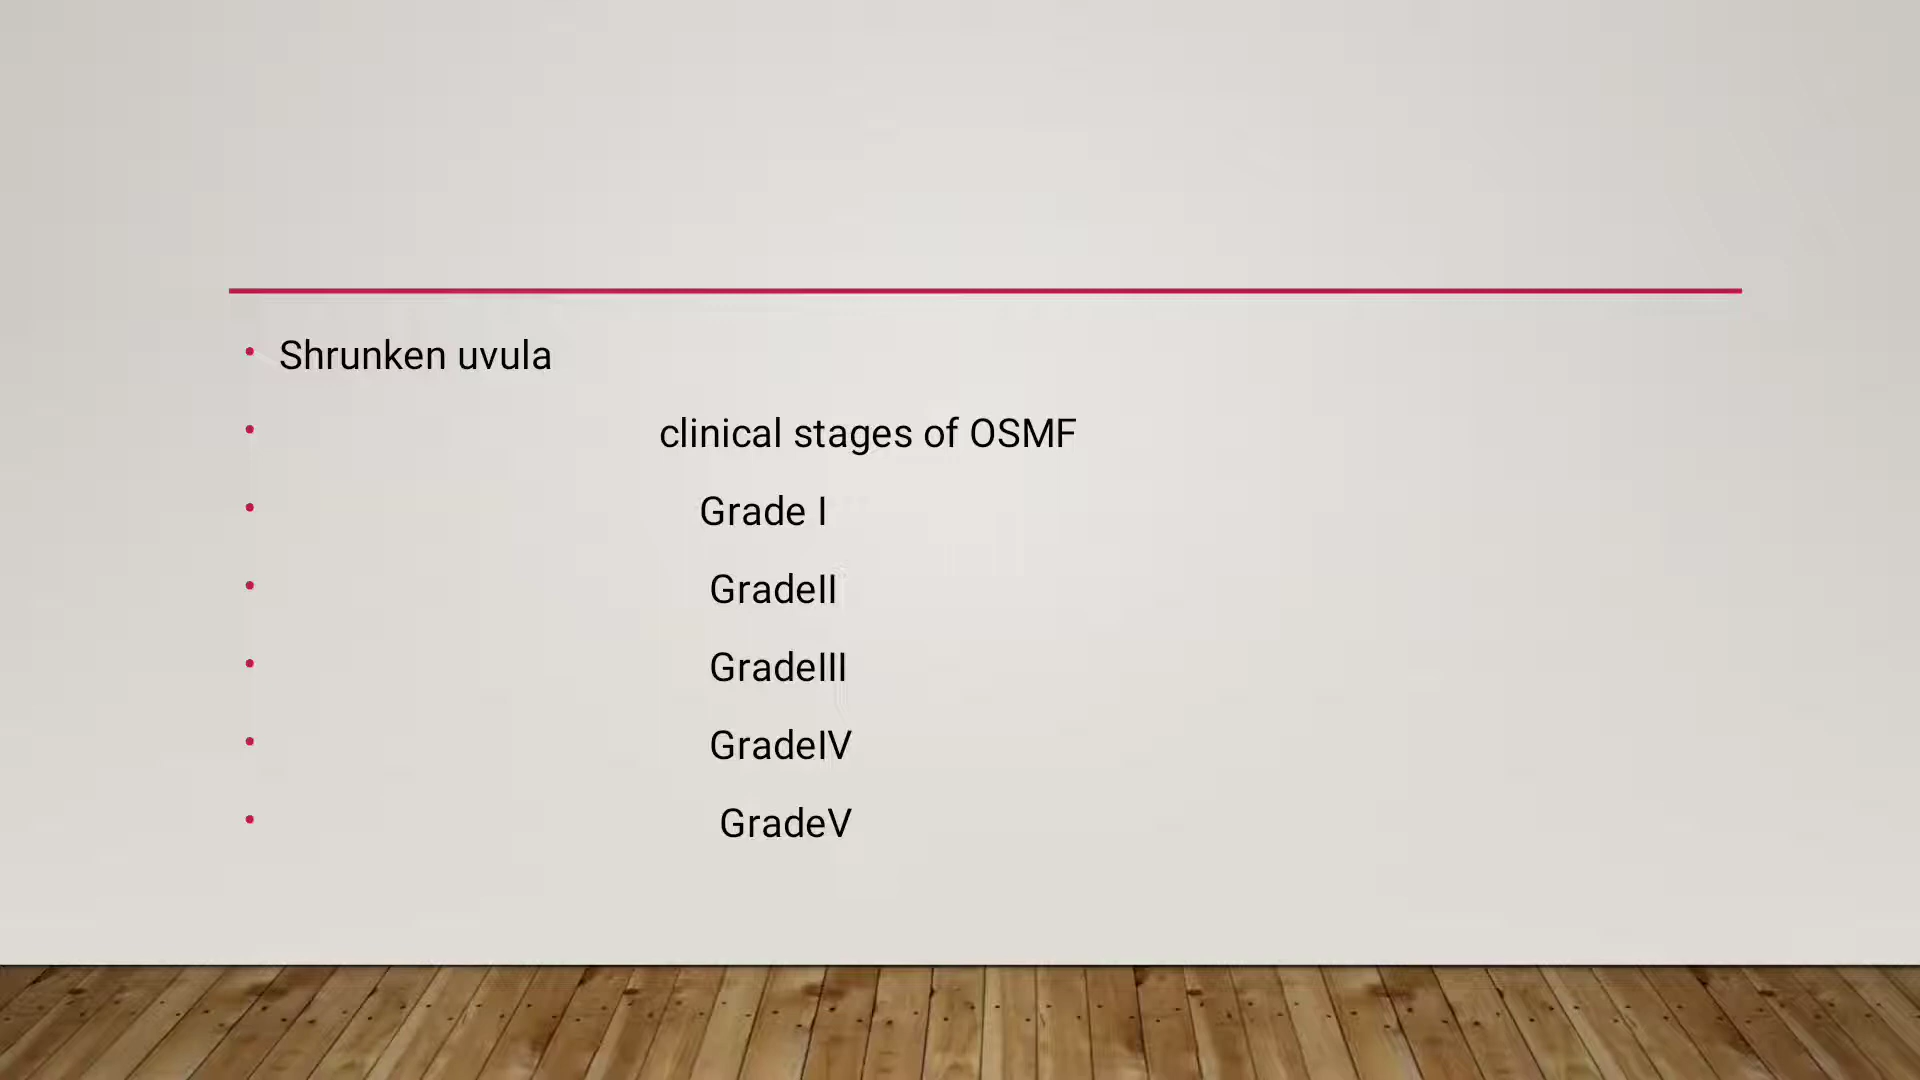 • Shrunken uvula
• clinical stages of OSMF
• Grade I
• GradeII
• GradeIII
• GradeIV
• GradeV